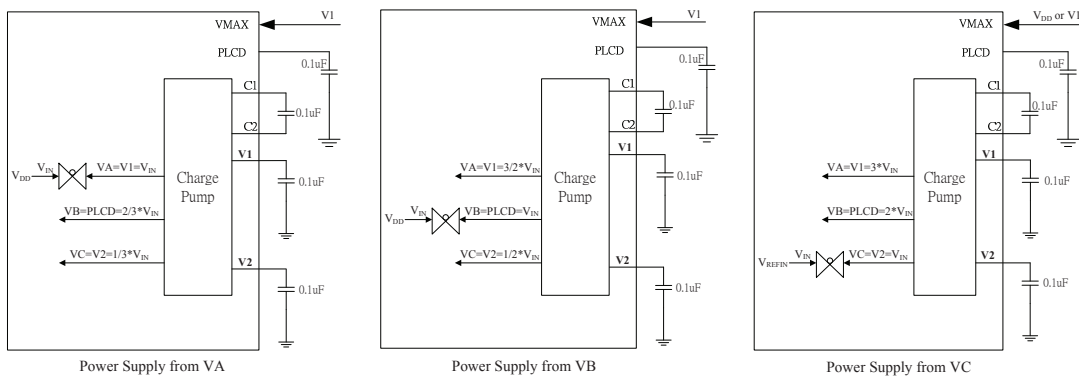 V1
VMAX
PLCD
0.1uF
C1
0.1uF
C2
V1
VA=V1=VIN
VIN
VDD
Charge
Pump
0.1uF
VB=PLCD=2/3*VIN
VC=V2=1/3*VIN
V2
0.1uF
Power Supply from VA
V1
VMAX
PLCD
0.1uF
C1
0.1uF
C2
V1
VA=V1=3/2*VIN
Charge
Pump
0.1uF
VIN
VDD
VB=PLCD=VIN
VC=V2=1/2*VIN
V2
0.1uF
Power Supply from VB
VDD or V1
VMAX
PLCD
0.1uF
C1
0.1uF
C2
V1
VA=V1=3*VIN
Charge
Pump
0.1uF
VB=PLCD=2*VIN
VIN
VREFIN
VC=V2=VIN
V2
0.1uF
Power Supply from VC